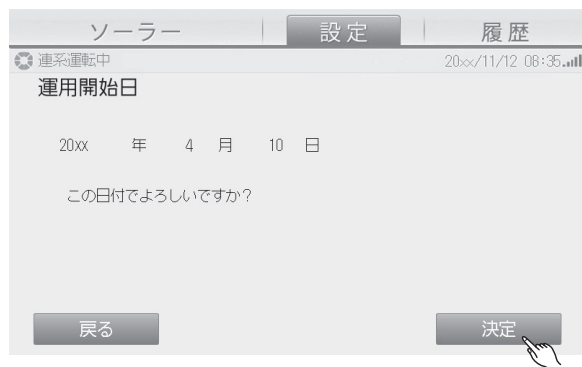 ソーラー 設定 履歴
連系運転中 20xx/11/12 08:35
運用開始日
20xx 年 4 月 10 日
この日付でよろしいですか?
戻る 決定